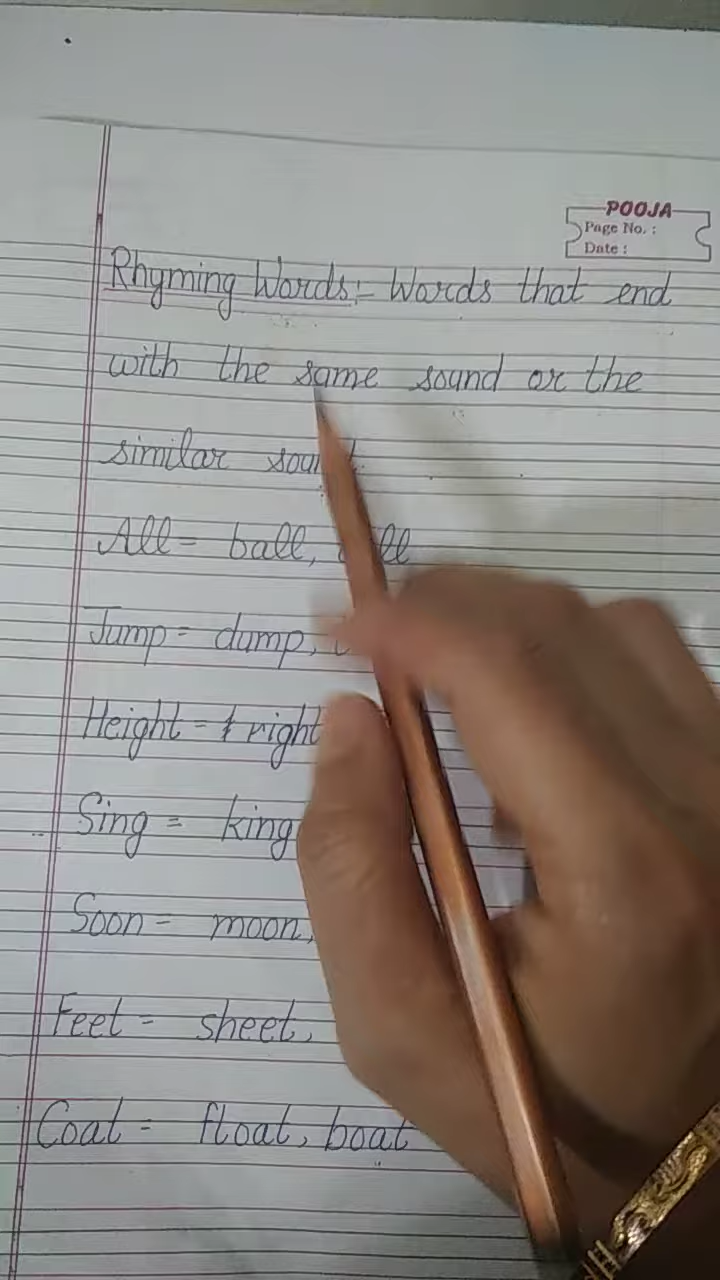 POOJA
Page No. :
Date :
Rhyming Words:- Words that end
with the same sound or the
similar
All = ball,
Jump = dump,
Height = right
Sing = king
Soon = moon,
Feet = sheet,
Coat = float, boat